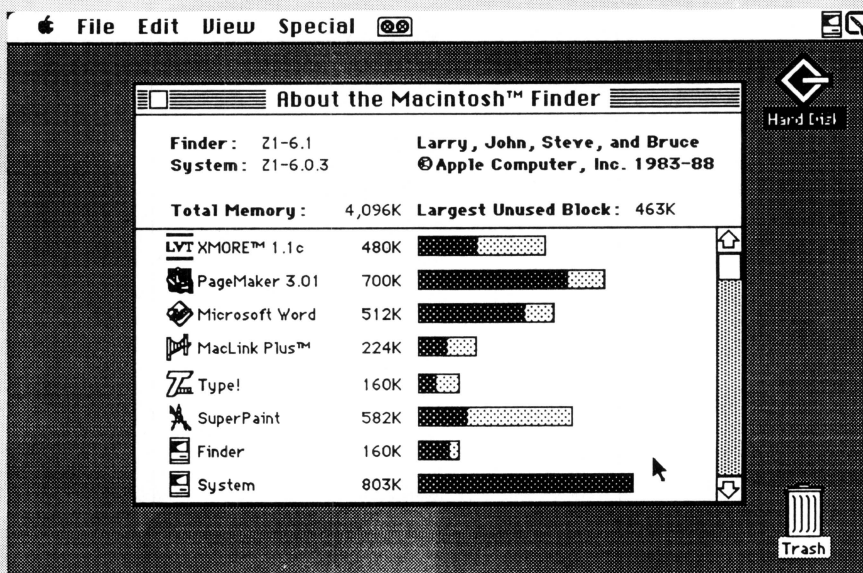 File Edit View Special
About the Macintosh™ Finder
Hard Disk
Finder: Z1-6.1 Larry, John, Steve, and Bruce
System: Z1-6.0.3 ©Apple Computer, Inc. 1983-88
Total Memory: 4,096K Largest Unused Block: 463K
LVT XMORE™ 1.1c 480K
PageMaker 3.01 700K
Microsoft Word 512K
MacLink Plus™ 224K
T Type! 160K
SuperPaint 582K
Finder 160K
System 803K
Trash